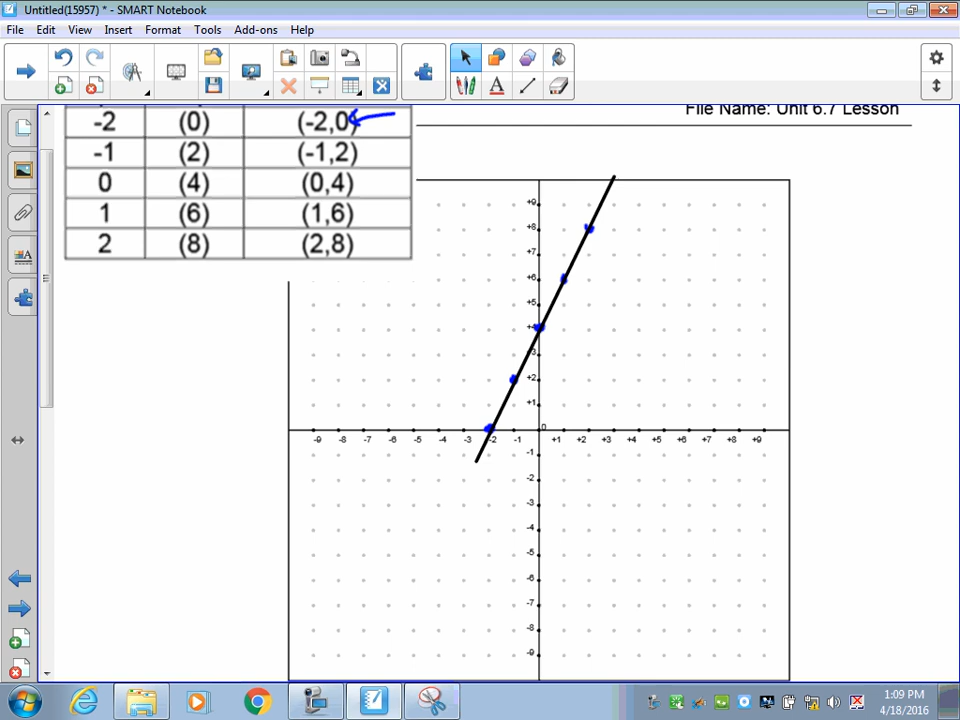 Untitled(15957) * - SMART Notebook
File Edit View Insert Format Tools Add-ons Help
File Name: Unit 6.7 Lesson
-2 (0) (-2,0)
-1 (2) (-1,2)
0 (4) (0,4)
1 (6) (1,6)
2 (8) (2,8)
+9
+8
+7
+6
+5
+4
+3
+2
+1
0
-9 -8 -7 -6 -5 -4 -3 -2 -1 +1 +2 +3 +4 +5 +6 +7 +8 +9
-1
-2
-3
-4
-5
-6
-7
-8
-9
1:09 PM
4/18/2016